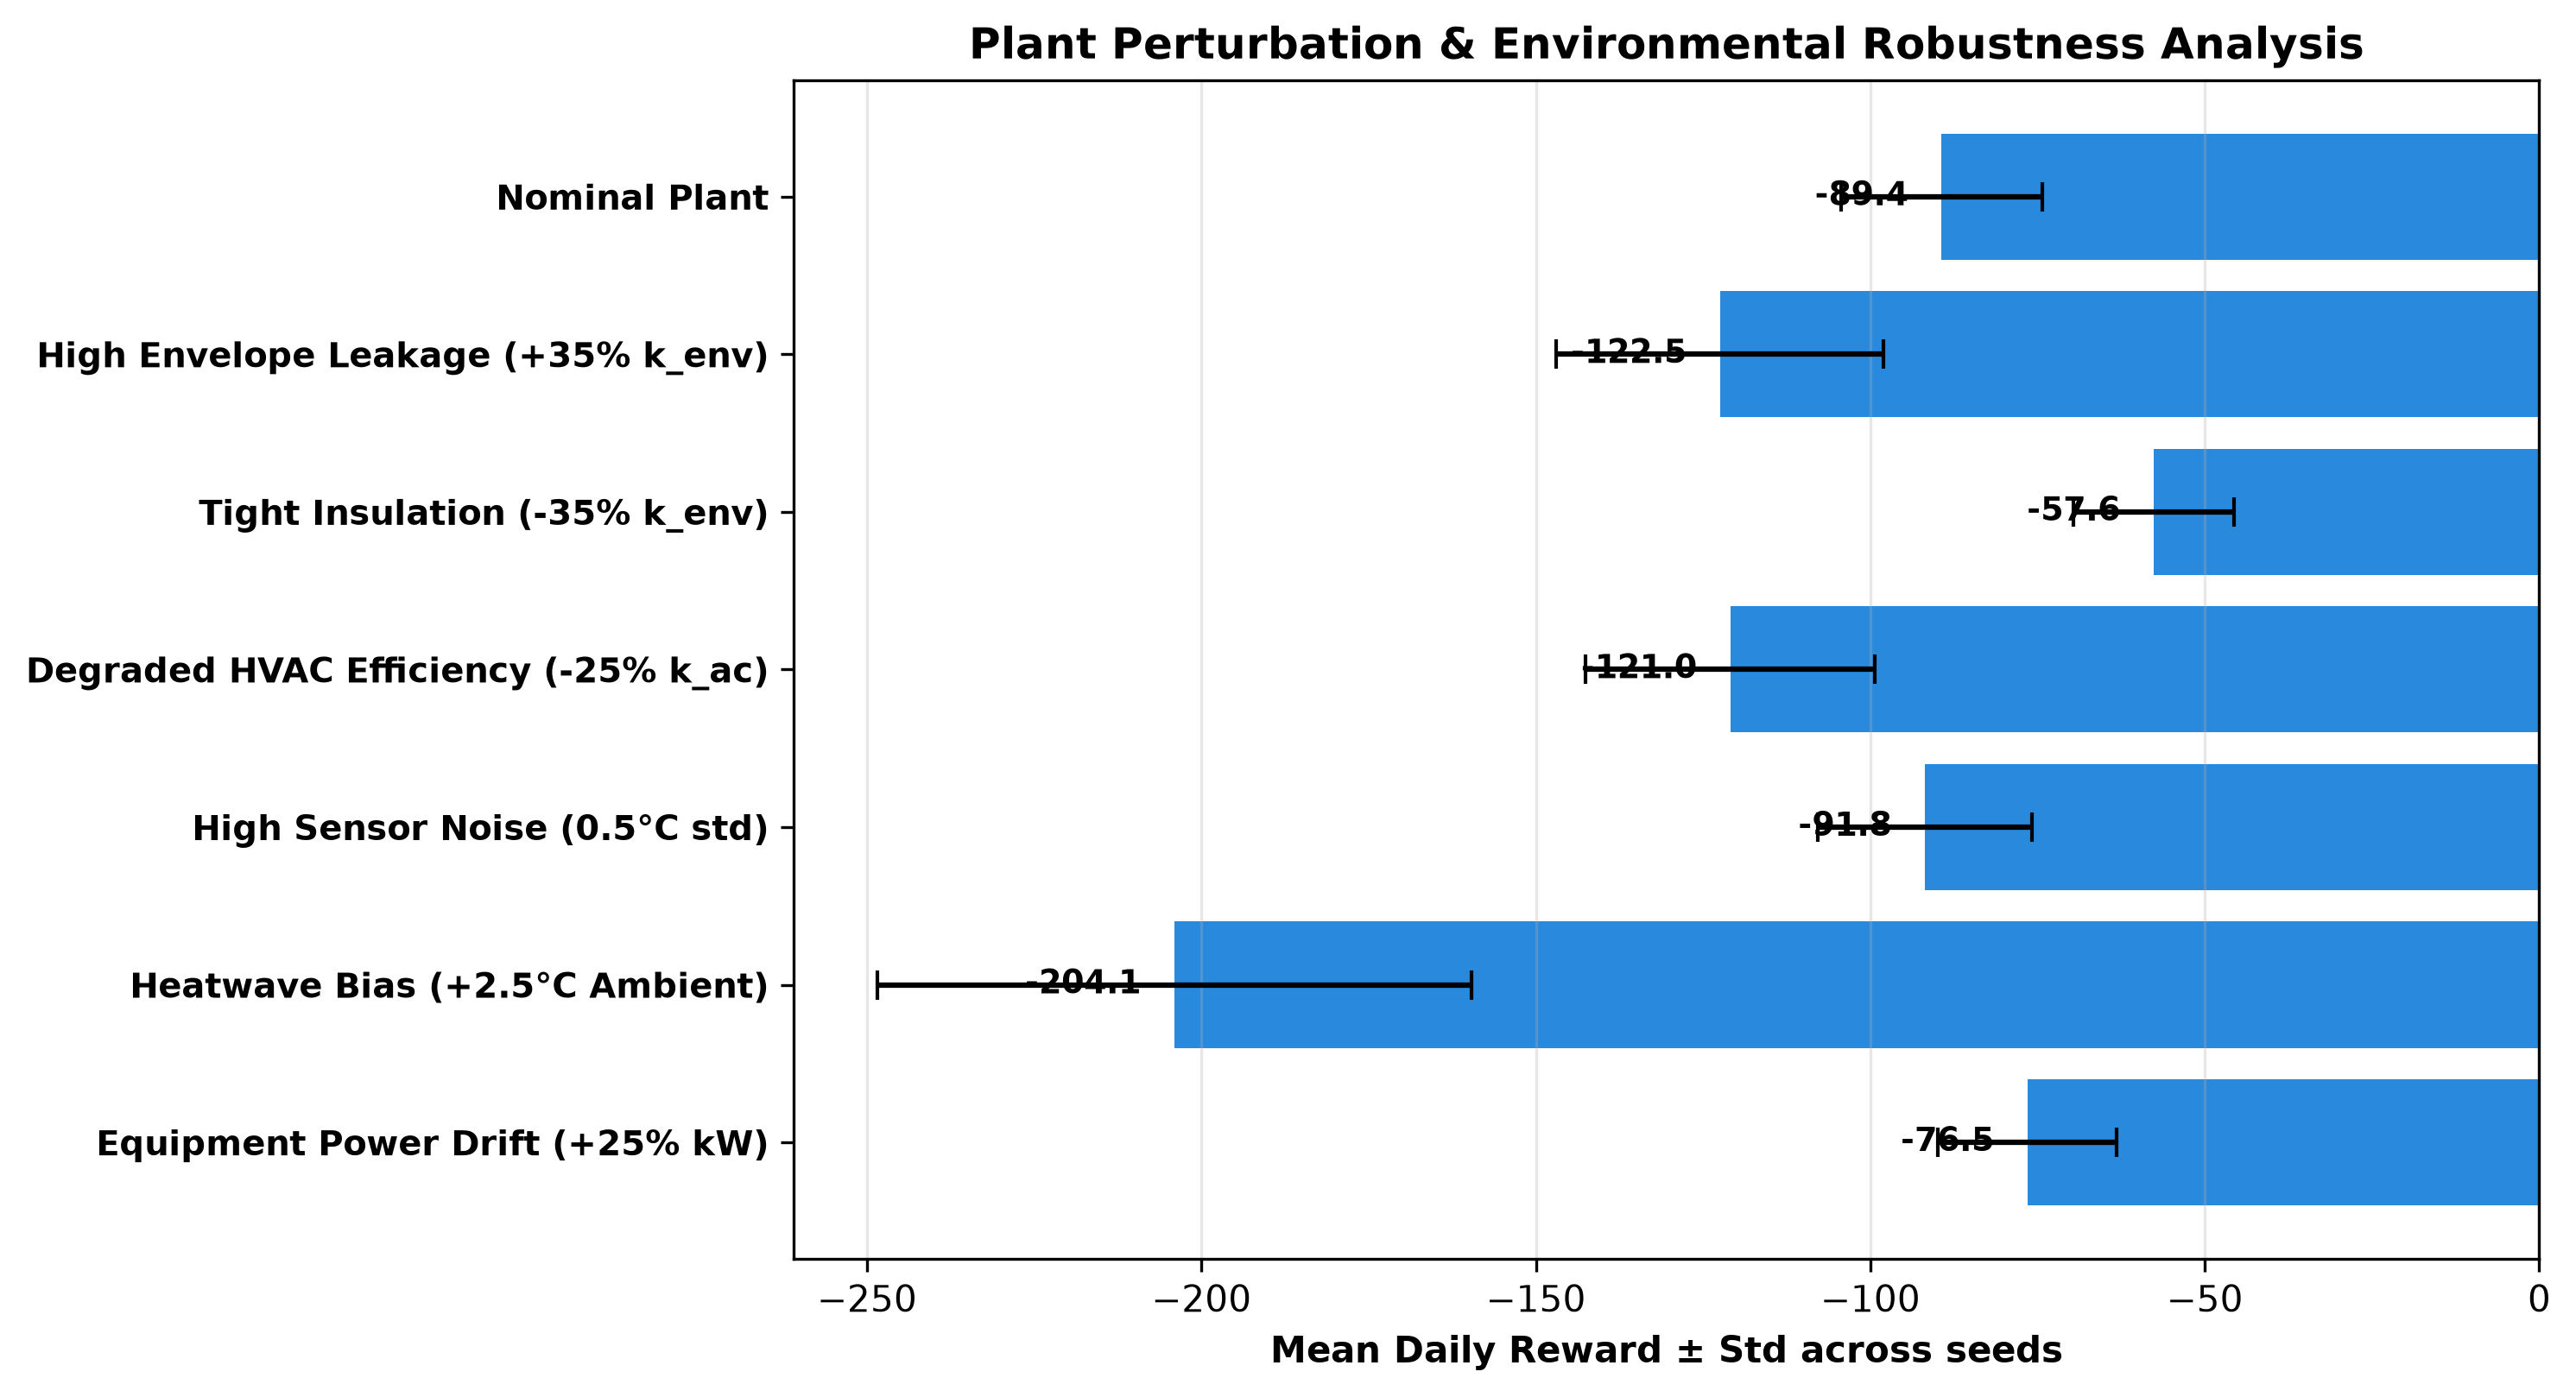 Plant Perturbation & Environmental Robustness Analysis
Nominal Plant
-89.4
High Envelope Leakage (+35% k_env)
-122.5
Tight Insulation (-35% k_env)
-57.6
Degraded HVAC Efficiency (-25% k_ac)
-121.0
High Sensor Noise (0.5°C std)
-91.8
Heatwave Bias (+2.5°C Ambient)
-204.1
Equipment Power Drift (+25% kW)
-76.5
−250 −200 −150 −100 −50 0
Mean Daily Reward ± Std across seeds